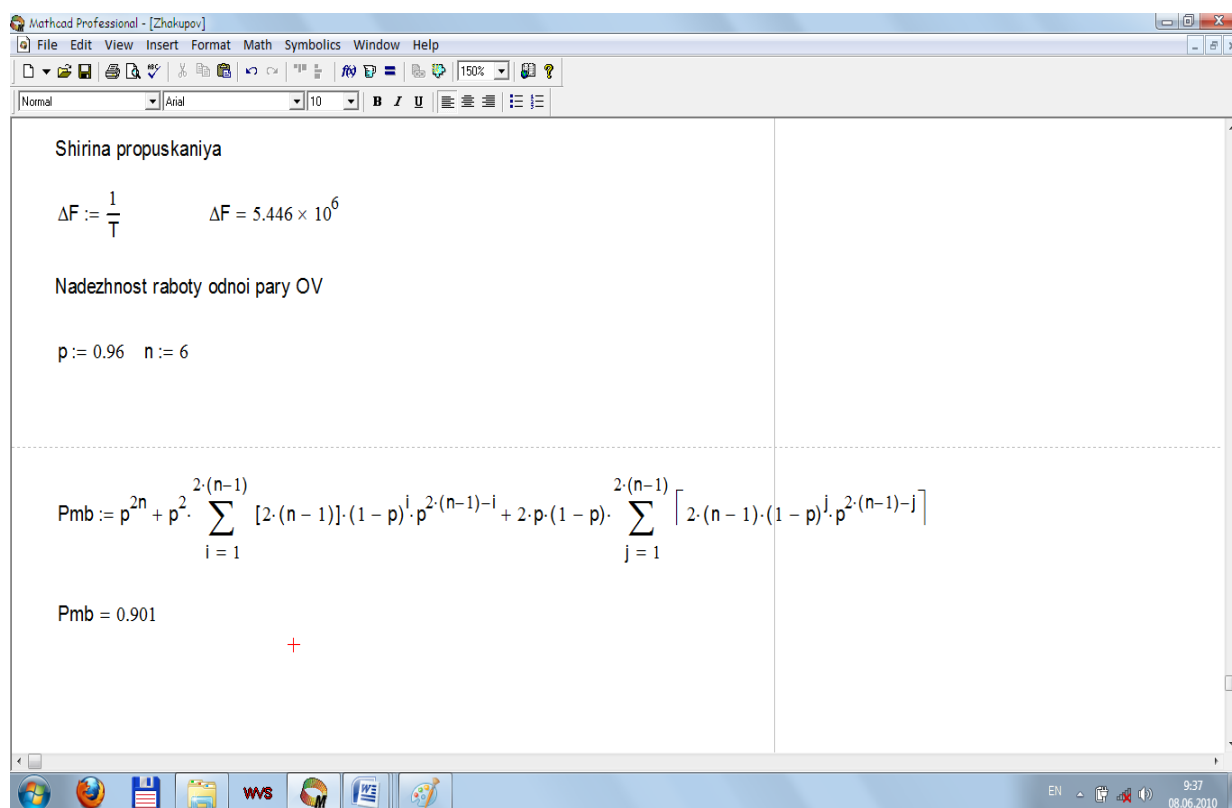 Mathcad Professional - [Zhakupov]
File Edit View Insert Format Math Symbolics Window Help
150%
Normal Arial 10 B I U
Shirina propuskaniya
ΔF := 1/T ΔF = 5.446 × 10^6
Nadezhnost raboty odnoi pary OV
p := 0.96 n := 6
Pmb := p^(2n) + p^2 · ∑_(i = 1)^(2·(n−1)) [2·(n − 1)]·(1 − p)^i·p^(2·(n−1)−i) + 2·p·(1 − p)· ∑_(j = 1)^(2·(n−1)) ⌈2·(n − 1)·(1 − p)^j·p^(2·(n−1)−j)⌉
Pmb = 0.901
WVS
EN 9:37
08.06.2010